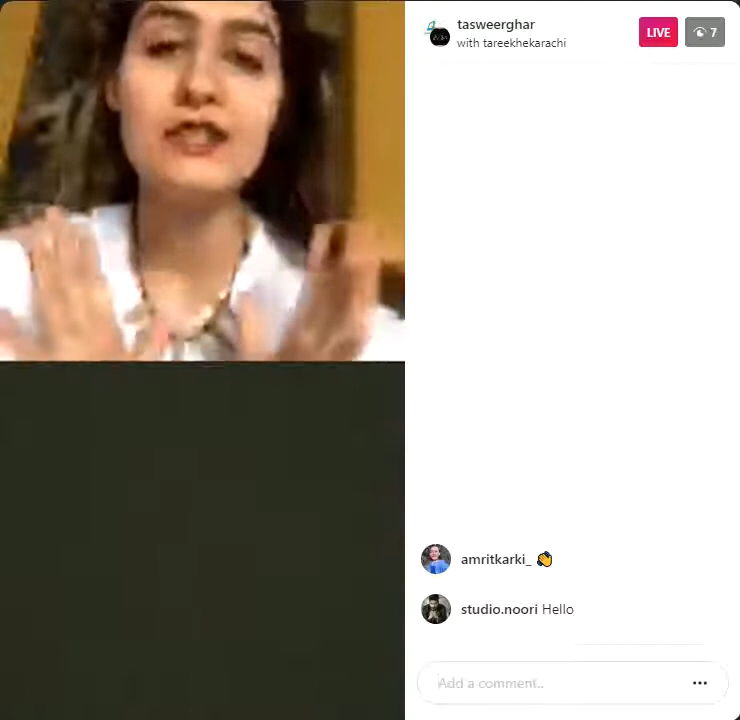 tasweerghar
with tareekhekarachi
LIVE
7
amritkarki_ 👏
studio.noori Hello
Add a comment..